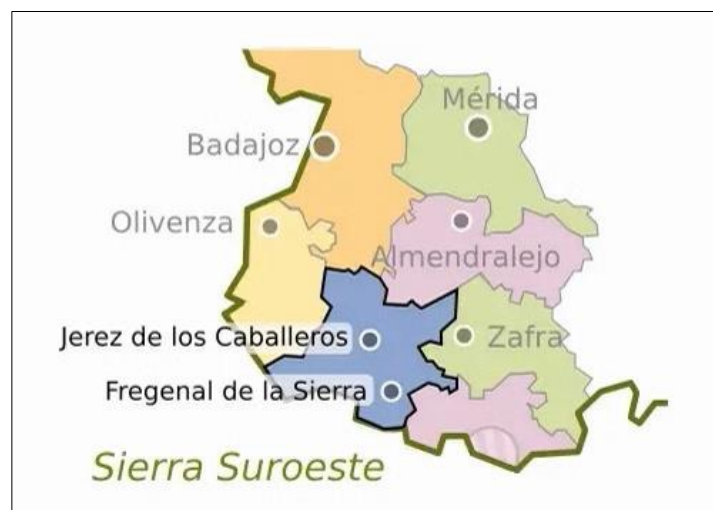 Mérida
Badajoz
Olivenza
Almendralejo
Jerez de los Caballeros
Zafra
Fregenal de la Sierra
Sierra Suroeste